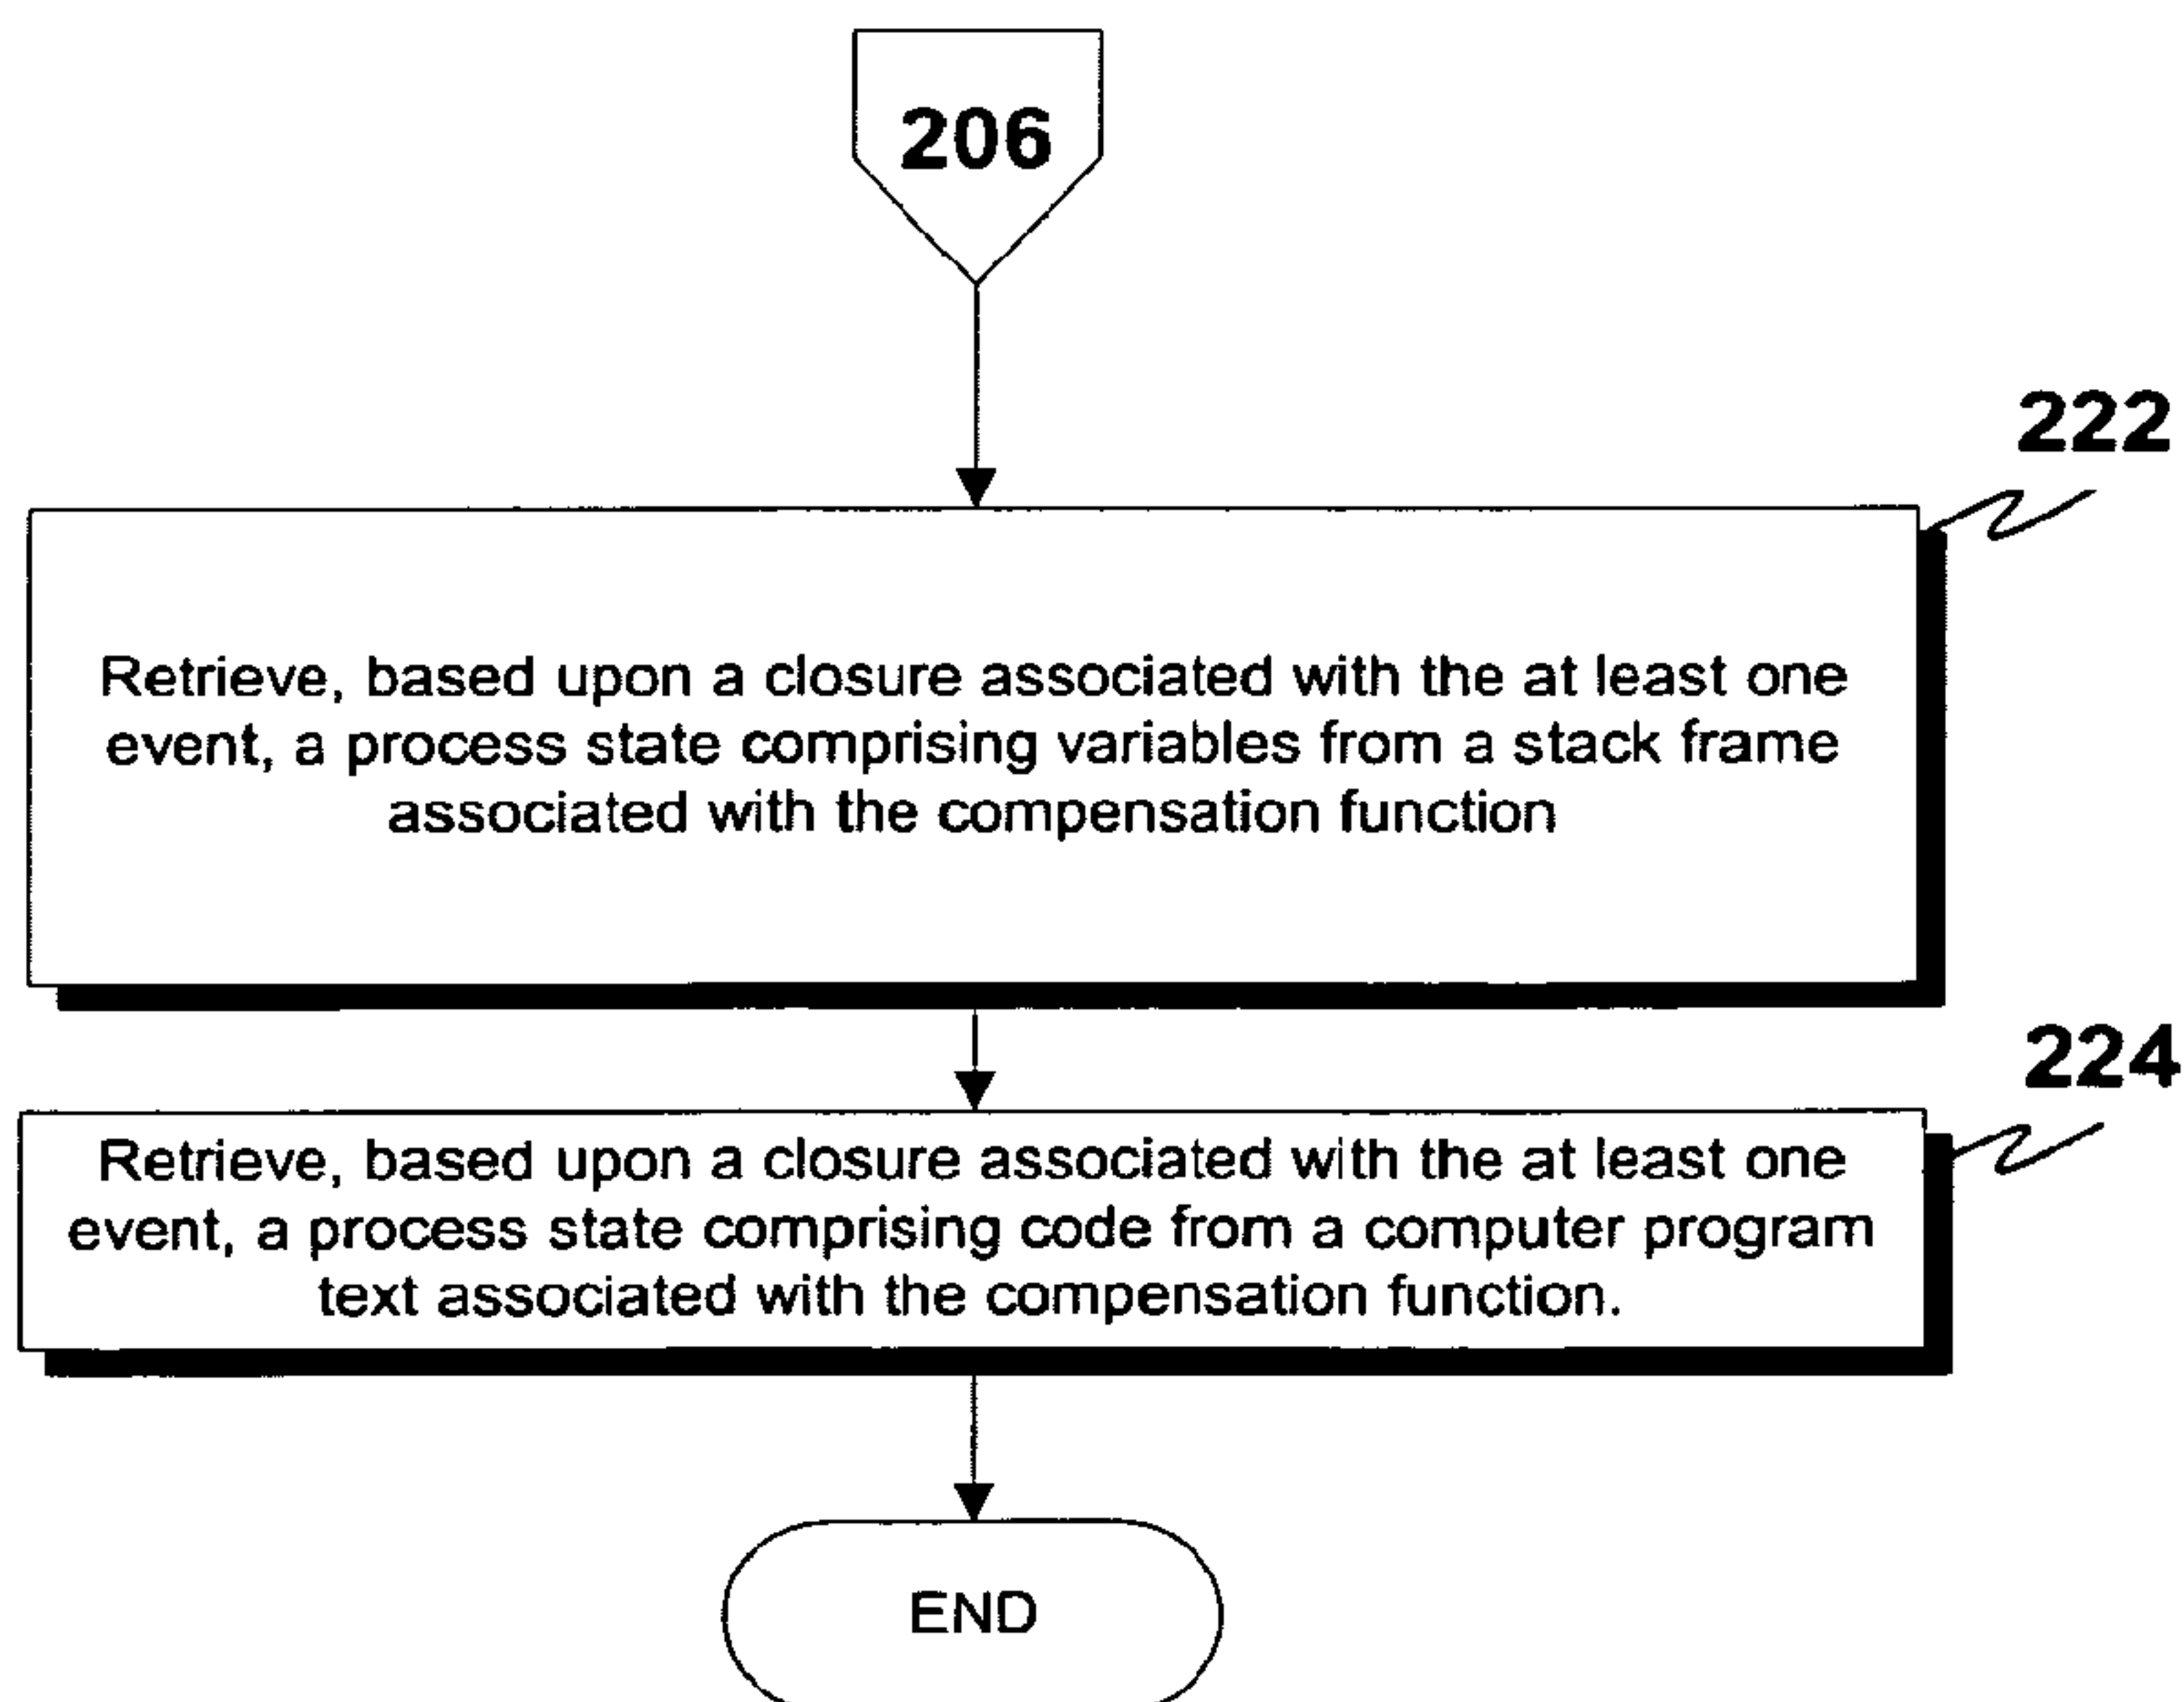 206
222
Retrieve, based upon a closure associated with the at least one
event, a process state comprising variables from a stack frame
associated with the compensation function
224
Retrieve, based upon a closure associated with the at least one
event, a process state comprising code from a computer program
text associated with the compensation function.
END